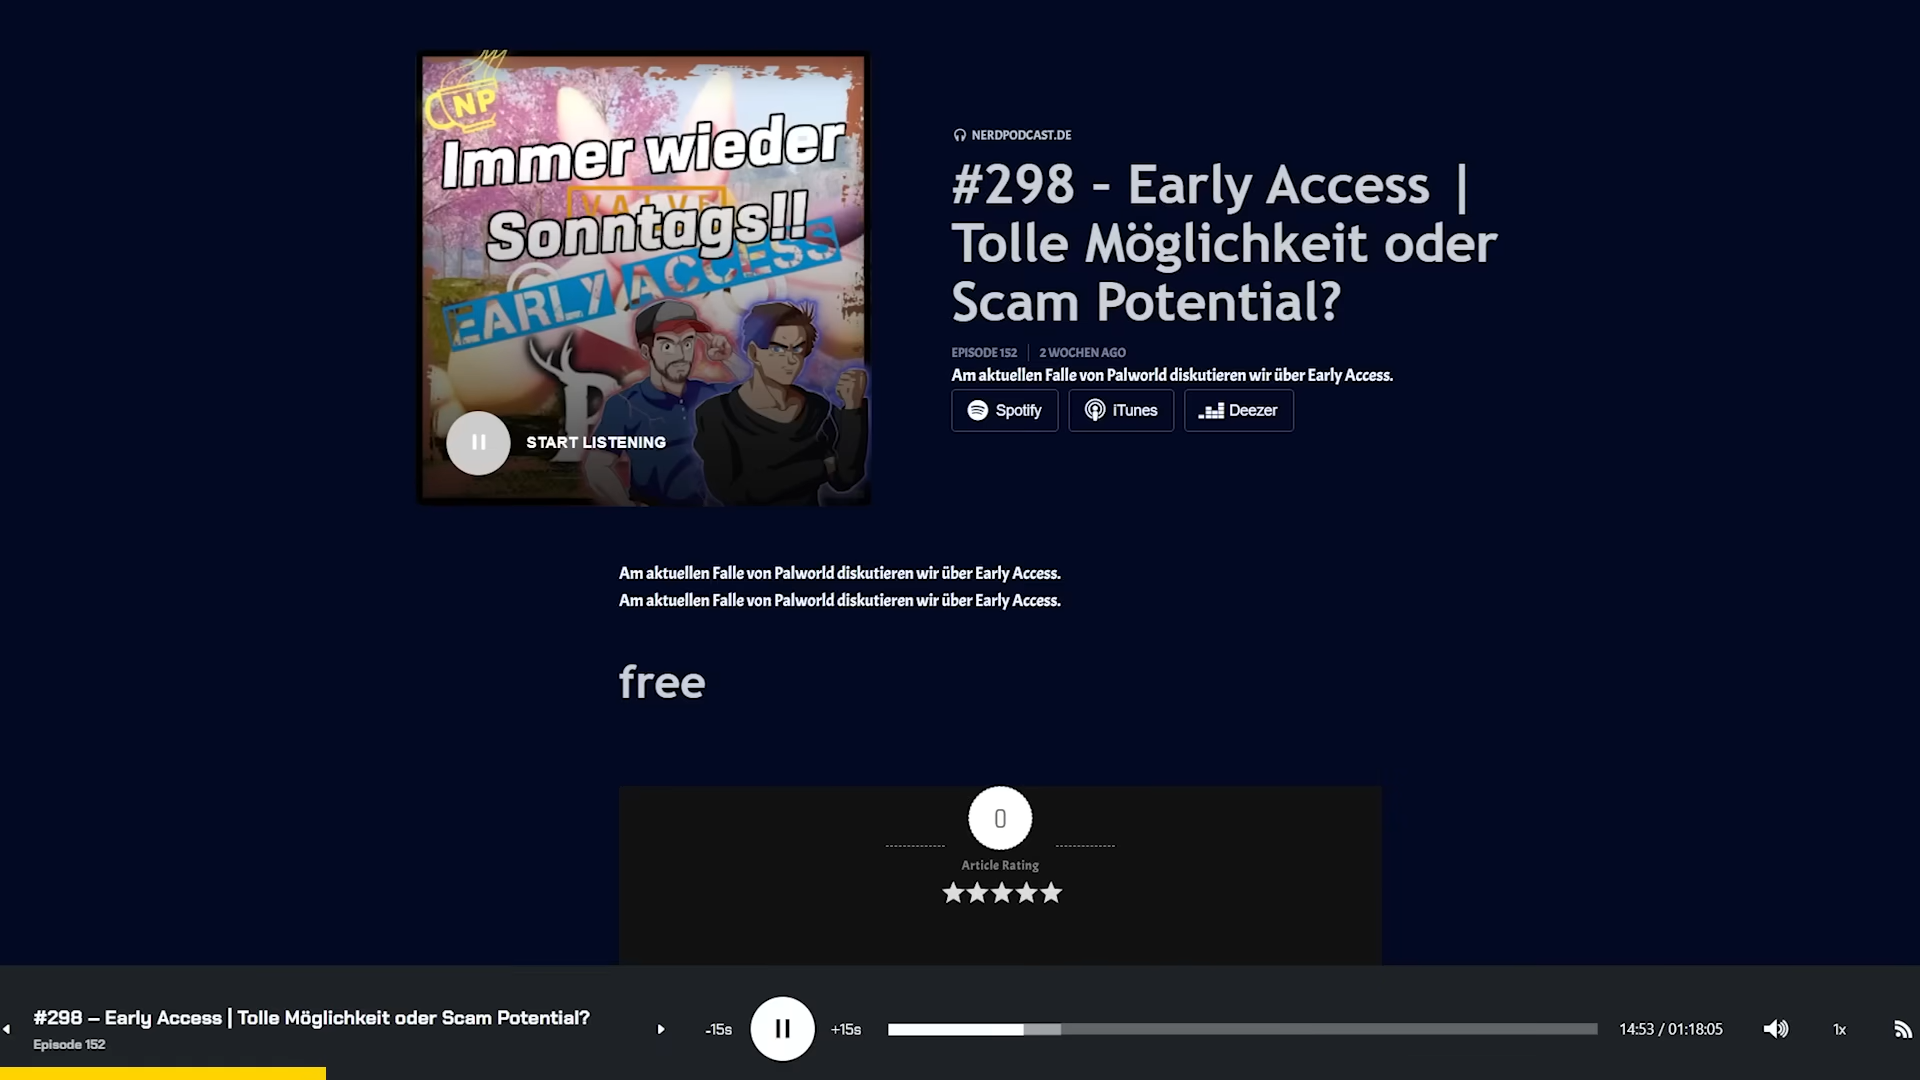 NP
Immer wieder
VALVE
Sonntags!!
EARLY ACCESS
START LISTENING
NERDPODCAST.DE
#298 – Early Access |
Tolle Möglichkeit oder
Scam Potential?
EPISODE 152 | 2 WOCHEN AGO
Am aktuellen Falle von Palworld diskutieren wir über Early Access.
Spotify iTunes Deezer
Am aktuellen Falle von Palworld diskutieren wir über Early Access.
Am aktuellen Falle von Palworld diskutieren wir über Early Access.
free
0
Article Rating
#298 – Early Access | Tolle Möglichkeit oder Scam Potential?
Episode 152
-15s +15s 14:53 / 01:18:05 1x